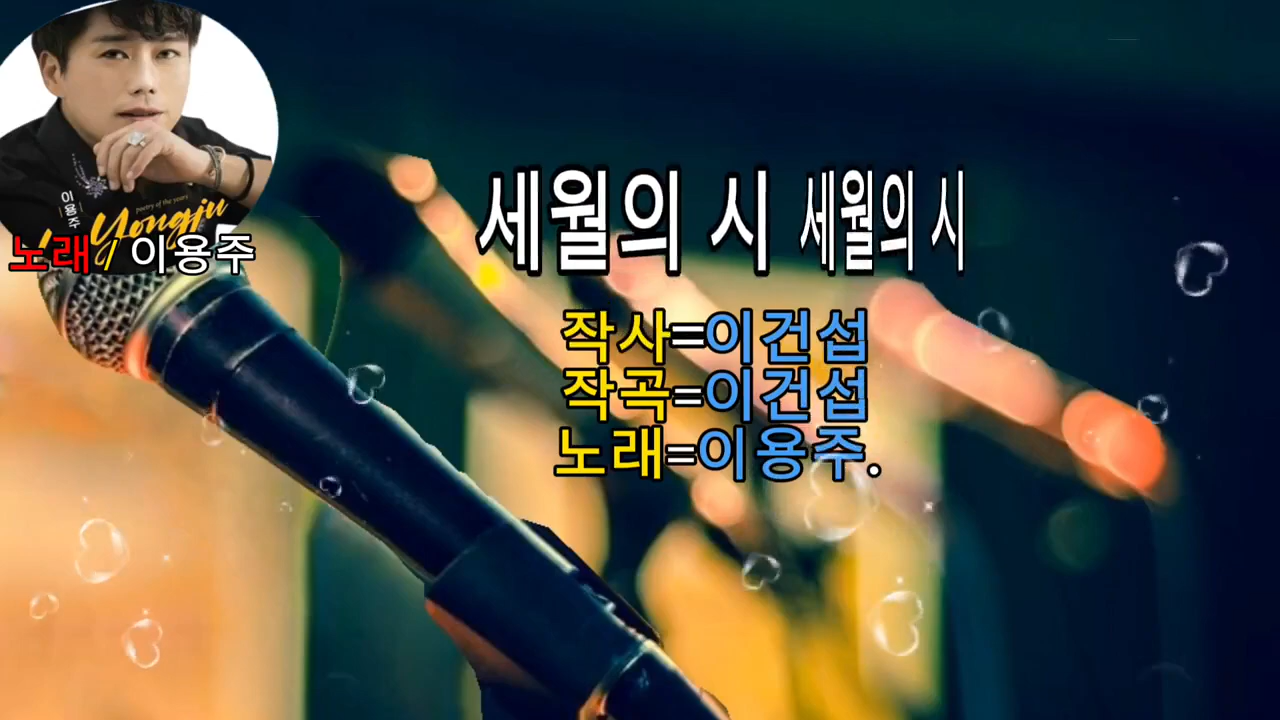 이용주
poetry of the years
Yongju
노래 / 이용주
세월의 시 세월의 시
작사=이건섭
작곡=이건섭
노래=이용주.